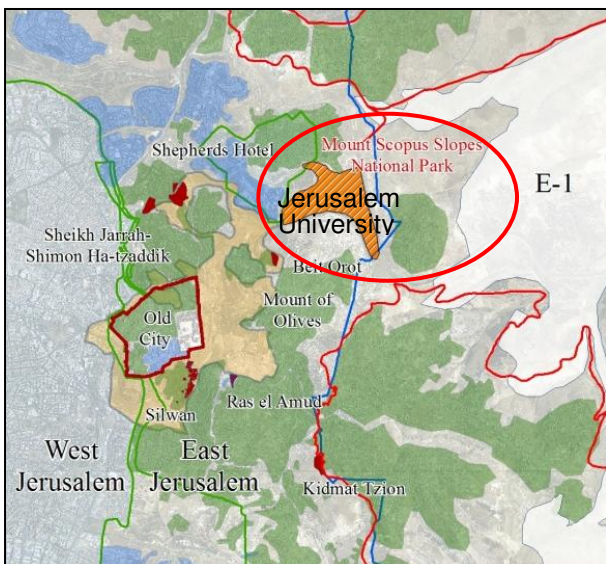 Shepherds Hotel
Mount Scopus Slopes
National Park
E-1
Jerusalem
University
Sheikh Jarrah-
Shimon Ha-tzaddik
Beit Orot
Mount of
Olives
Old
City
Silwan
Ras el Amud
West
Jerusalem
East
Jerusalem
Kidmat Tzion